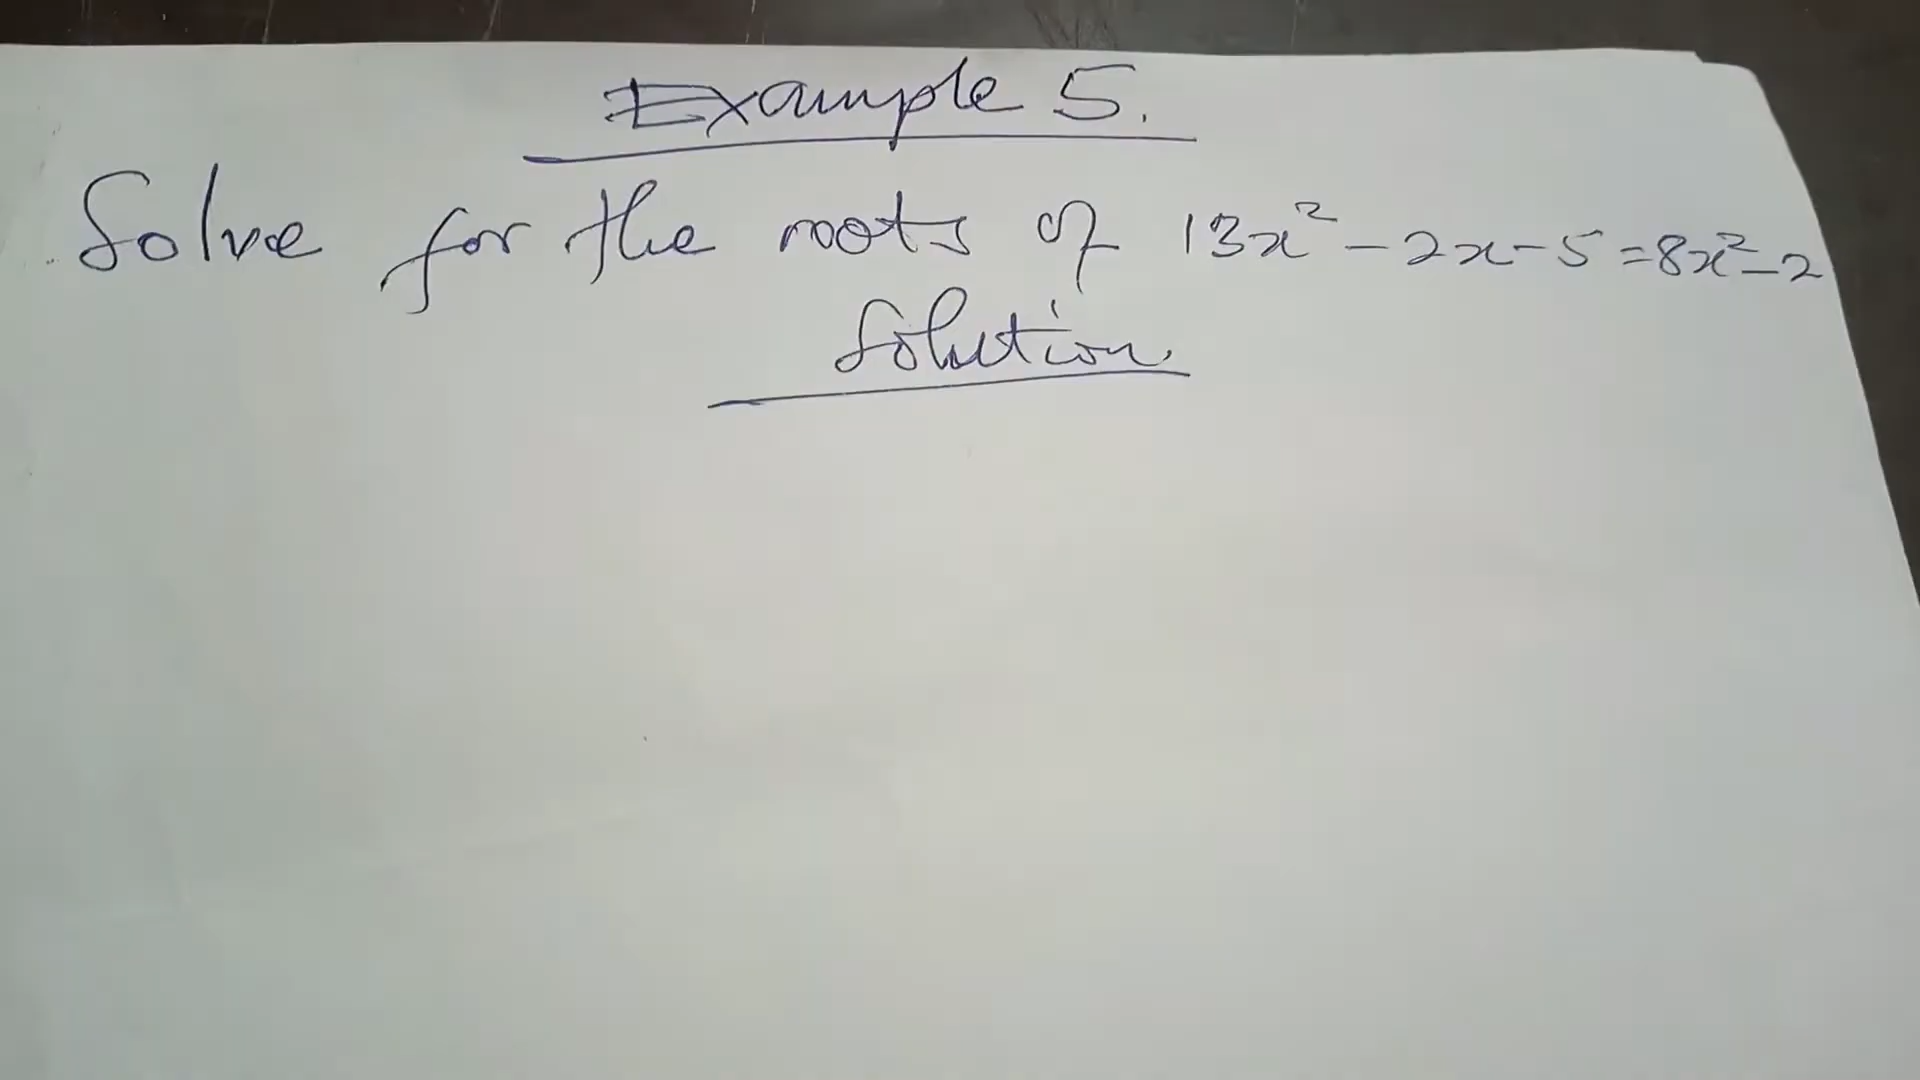 Example 5.
Solve for the roots of 13x² - 2x - 5 = 8x² - 2
Solution.